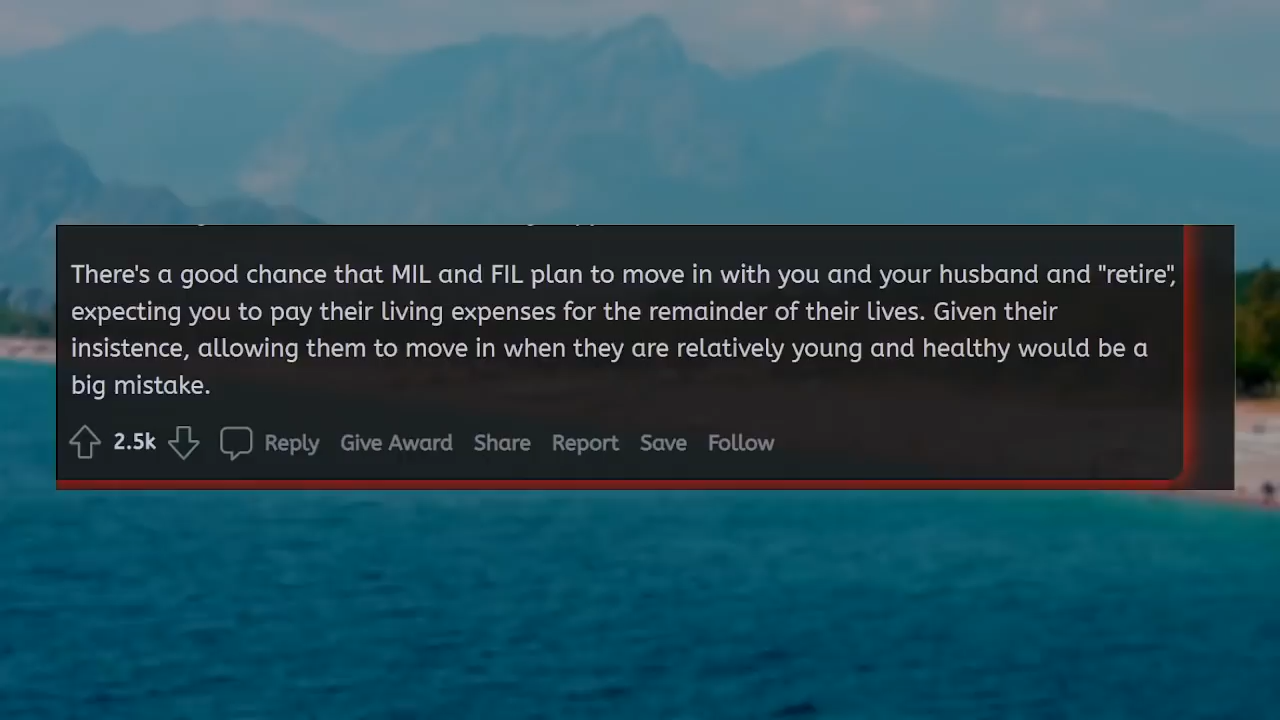 There's a good chance that MIL and FIL plan to move in with you and your husband and "retire",
expecting you to pay their living expenses for the remainder of their lives. Given their
insistence, allowing them to move in when they are relatively young and healthy would be a
big mistake.
2.5k Reply Give Award Share Report Save Follow